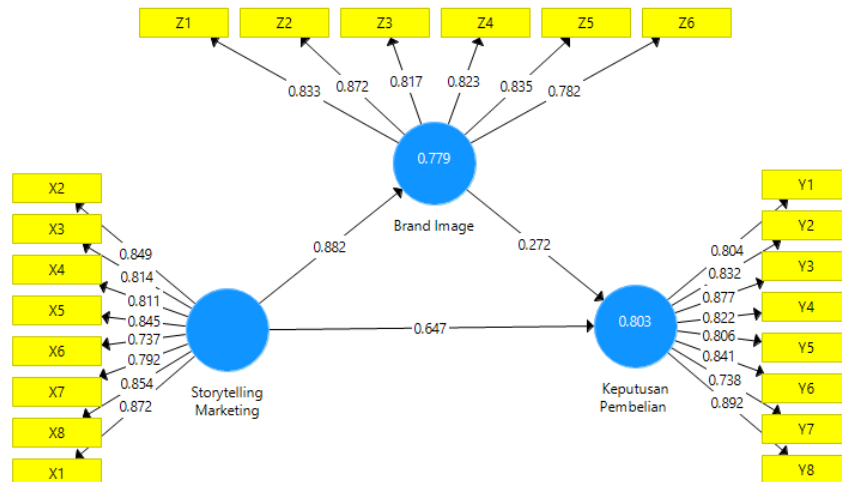 Z1 Z2 Z3 Z4 Z5 Z6
0.833 0.872 0.817 0.823 0.835 0.782
0.779
Brand Image
X2
X3
X4
X5
X6
X7
X8
X1
0.849
0.814
0.811
0.845
0.737
0.792
0.854
0.872
Storytelling
Marketing
0.882
0.272
0.647
0.803
Keputusan
Pembelian
0.804
0.832
0.877
0.822
0.806
0.841
0.738
0.892
Y1
Y2
Y3
Y4
Y5
Y6
Y7
Y8